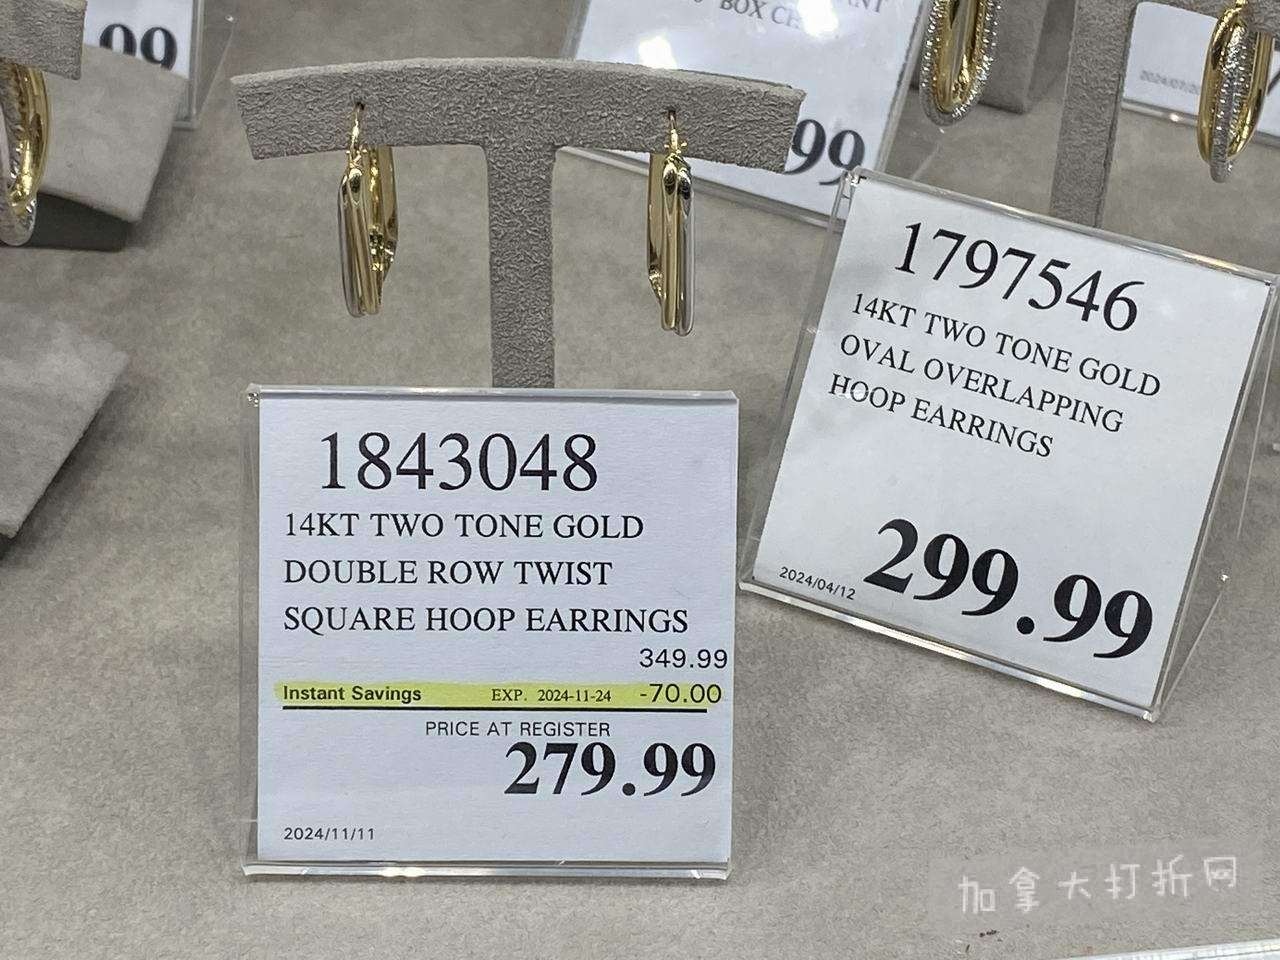 99
BOX
99
1797546
14KT TWO TONE GOLD
OVAL OVERLAPPING
HOOP EARRINGS
2024/04/12 299.99
1843048
14KT TWO TONE GOLD
DOUBLE ROW TWIST
SQUARE HOOP EARRINGS
349.99
Instant Savings EXP. 2024-11-24 -70.00
PRICE AT REGISTER
279.99
2024/11/11
加拿大打折网